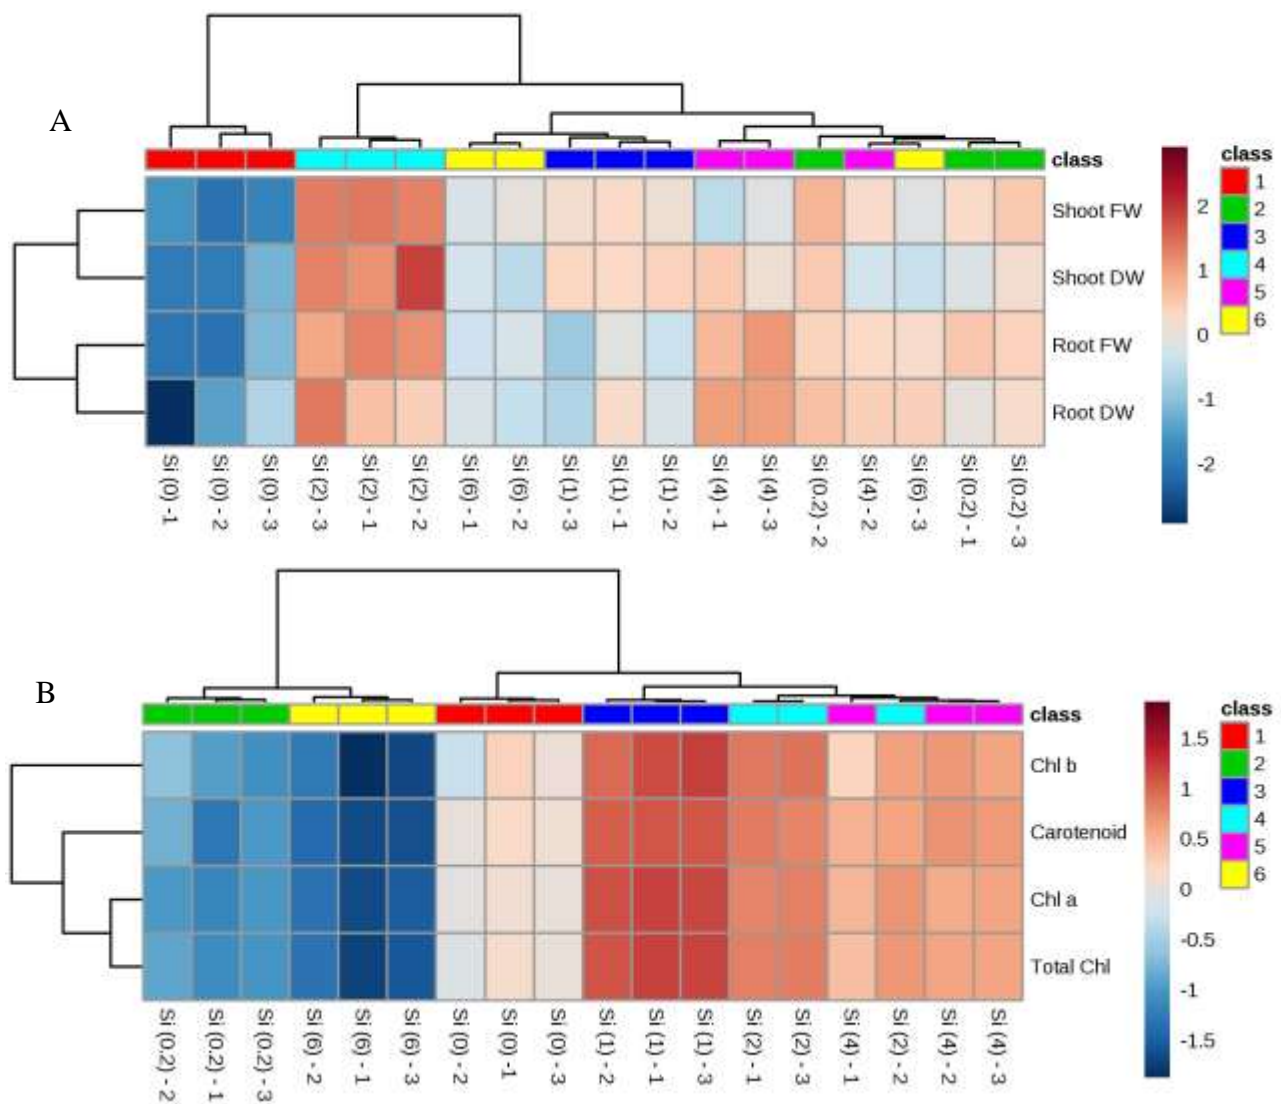 A
class
Shoot FW
Shoot DW
Root FW
Root DW
Si (0) -1
Si (0) - 2
Si (0) - 3
Si (2) - 3
Si (2) - 1
Si (2) - 2
Si (6) - 1
Si (6) - 2
Si (1) - 3
Si (1) - 1
Si (1) - 2
Si (4) - 1
Si (4) - 3
Si (0.2) - 2
Si (4) - 2
Si (6) - 3
Si (0.2) - 1
Si (0.2) - 3
2
1
0
-1
-2
class
1
2
3
4
5
6
B
class
Chl b
Carotenoid
Chl a
Total Chl
Si (0.2) - 2
Si (0.2) - 1
Si (0.2) - 3
Si (6) - 2
Si (6) - 1
Si (6) - 3
Si (0) - 2
Si (0) -1
Si (0) - 3
Si (1) - 2
Si (1) - 1
Si (1) - 3
Si (2) - 1
Si (2) - 3
Si (4) - 1
Si (2) - 2
Si (4) - 2
Si (4) - 3
1.5
1
0.5
0
-0.5
-1
-1.5
class
1
2
3
4
5
6